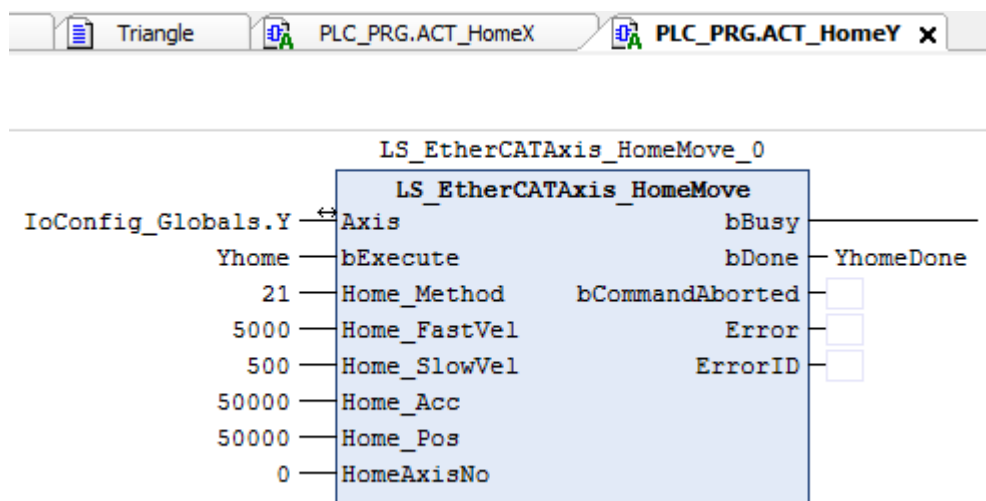 Triangle PLC_PRG.ACT_HomeX PLC_PRG.ACT_HomeY
LS_EtherCATAxis_HomeMove_0
LS_EtherCATAxis_HomeMove
IoConfig_Globals.Y Axis bBusy
Yhome bExecute bDone YhomeDone
21 Home_Method bCommandAborted
5000 Home_FastVel Error
500 Home_SlowVel ErrorID
50000 Home_Acc
50000 Home_Pos
0 HomeAxisNo